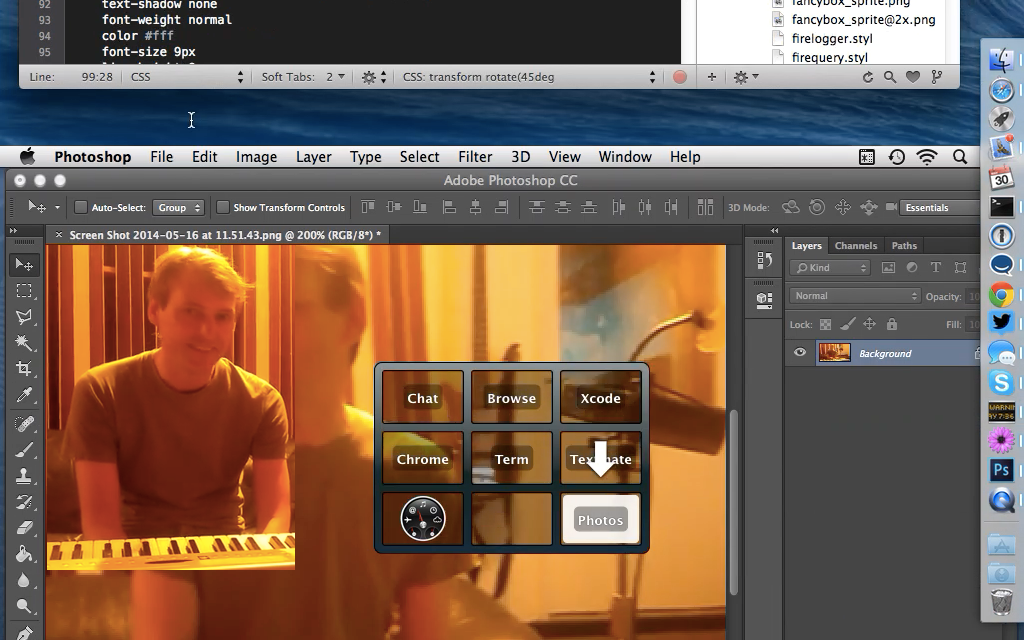 92 text-shadow none
93 font-weight normal
94 color #fff
95 font-size 9px
fancybox_sprite.png
fancybox_sprite@2x.png
firelogger.styl
firequery.styl
Line: 99:28 CSS Soft Tabs: 2 CSS: transform rotate(45deg
Photoshop File Edit Image Layer Type Select Filter 3D View Window Help
Adobe Photoshop CC
Auto-Select: Group Show Transform Controls 3D Mode: Essentials
× Screen Shot 2014-05-16 at 11.51.43.png @ 200% (RGB/8*) *
Layers Channels Paths
Kind
Normal Opacity: 10
Lock: Fill: 10
Background
Chat Browse Xcode
Chrome Term
Photos
30
Ps